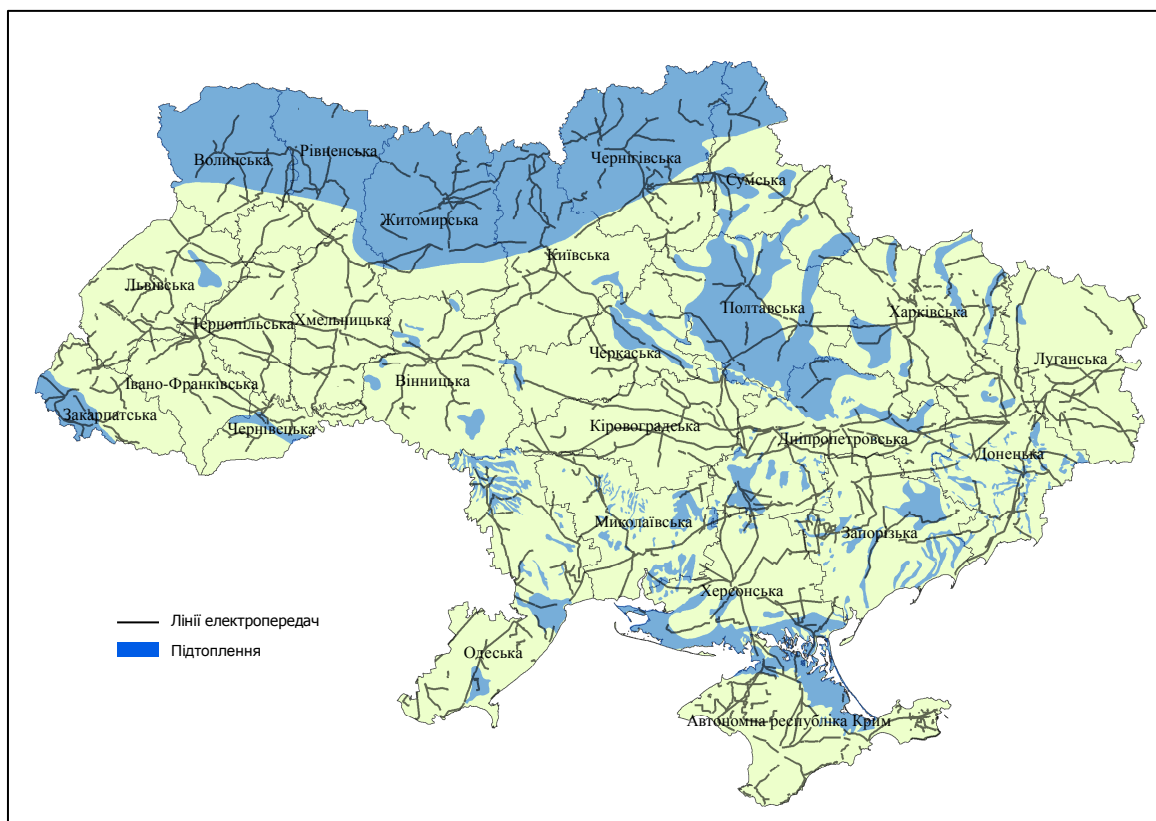 Волинська
Рівненська
Чернігівська
Сумська
Житомирська
Київська
Львівська
Тернопільська
Хмельницька
Полтавська
Харківська
Черкаська
Луганська
Вінницька
Івано-Франківська
Закарпатська
Чернівецька
Кіровоградська
Дніпропетровська
Донецька
Миколаївська
Запорізька
Херсонська
Лінії електропередач
Підтоплення
Одеська
Автономна республіка Крим